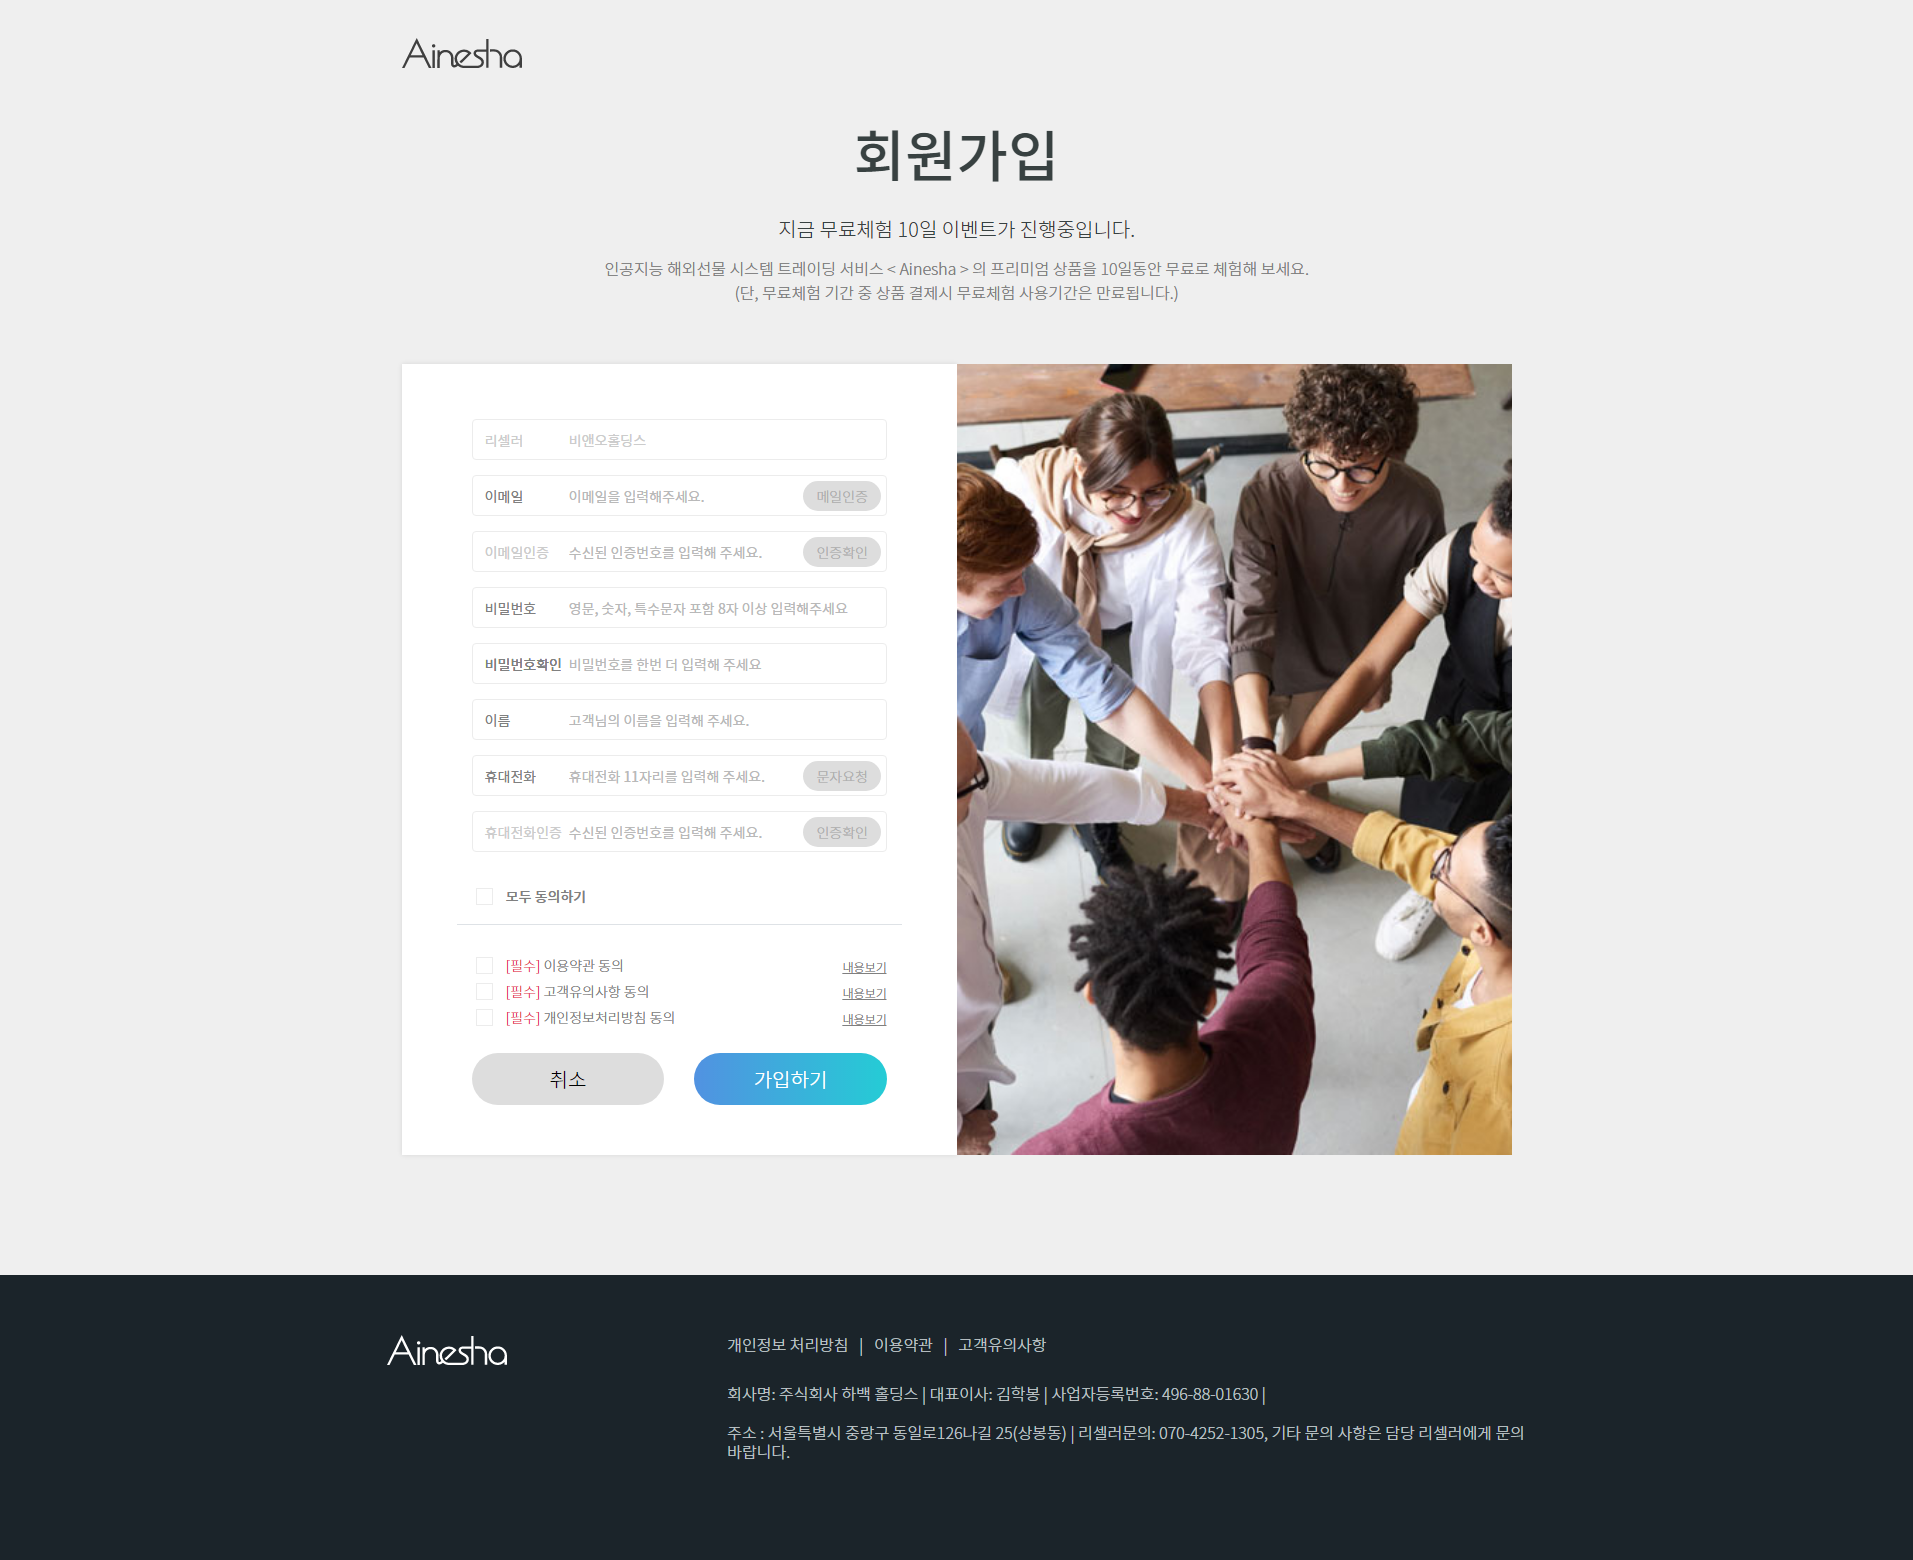 Ainesha
회원가입
지금 무료체험 10일 이벤트가 진행중입니다.
인공지능 해외선물 시스템 트레이딩 서비스 < Ainesha > 의 프리미엄 상품을 10일동안 무료로 체험해 보세요.
(단, 무료체험 기간 중 상품 결제시 무료체험 사용기간은 만료됩니다.)
리셀러 비앤오홀딩스
이메일 이메일을 입력해주세요. 메일인증
이메일인증 수신된 인증번호를 입력해 주세요. 인증확인
비밀번호 영문, 숫자, 특수문자 포함 8자 이상 입력해주세요
비밀번호확인 비밀번호를 한번 더 입력해 주세요
이름 고객님의 이름을 입력해 주세요.
휴대전화 휴대전화 11자리를 입력해 주세요. 문자요청
휴대전화인증 수신된 인증번호를 입력해 주세요. 인증확인
모두 동의하기
[필수] 이용약관 동의 내용보기
[필수] 고객유의사항 동의 내용보기
[필수] 개인정보처리방침 동의 내용보기
취소 가입하기
Ainesha
개인정보 처리방침 | 이용약관 | 고객유의사항
회사명: 주식회사 하백 홀딩스 | 대표이사: 김학봉 | 사업자등록번호: 496-88-01630 |
주소 : 서울특별시 중랑구 동일로126나길 25(상봉동) | 리셀러문의: 070-4252-1305, 기타 문의 사항은 담당 리셀러에게 문의
바랍니다.